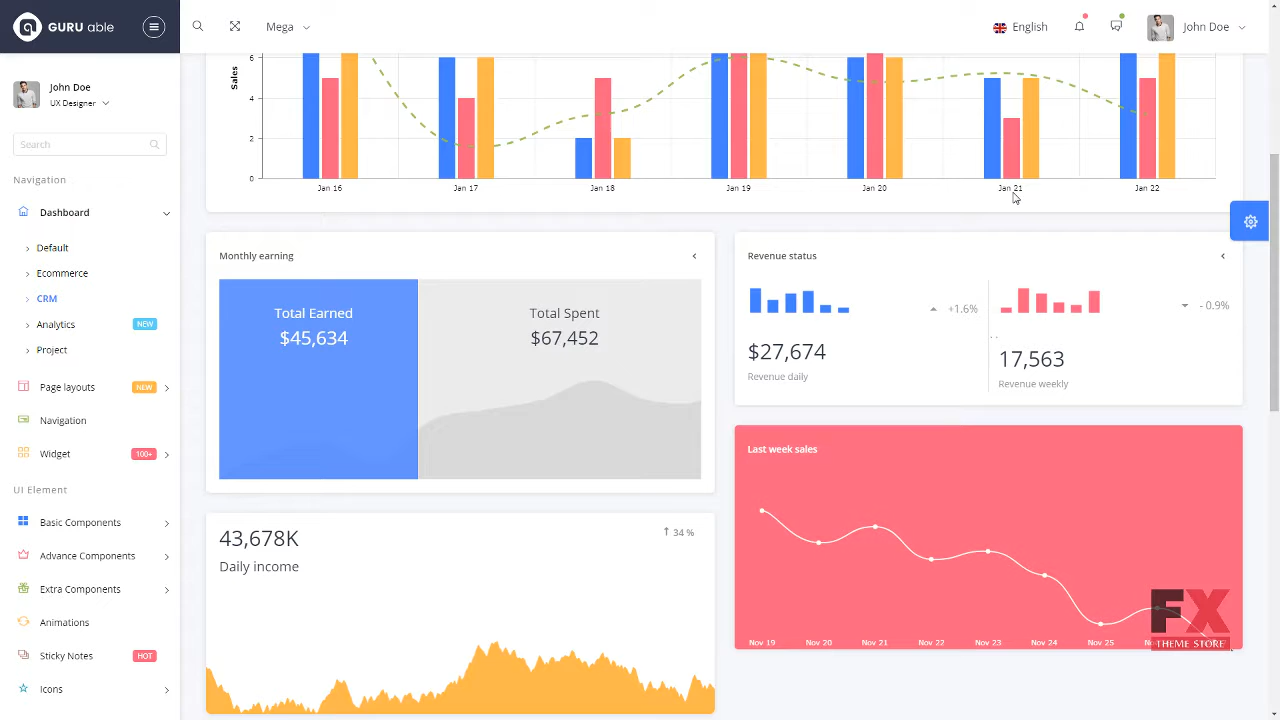 GURU able
Mega
English
John Doe
John Doe
UX Designer
Search
Navigation
Dashboard
Default
Ecommerce
CRM
Analytics NEW
Project
Page layouts NEW
Navigation
Widget 100+
UI Element
Basic Components
Advance Components
Extra Components
Animations
Sticky Notes HOT
Icons
Sales
6
4
2
0
Jan 16 Jan 17 Jan 18 Jan 19 Jan 20 Jan 21 Jan 22
Monthly earning
Total Earned
$45,634
Total Spent
$67,452
Revenue status
+1.6%
$27,674
Revenue daily
- 0.9%
17,563
Revenue weekly
43,678K
34 %
Daily income
Last week sales
Nov 19 Nov 20 Nov 21 Nov 22 Nov 23 Nov 24 Nov 25
FX
THEME STORE